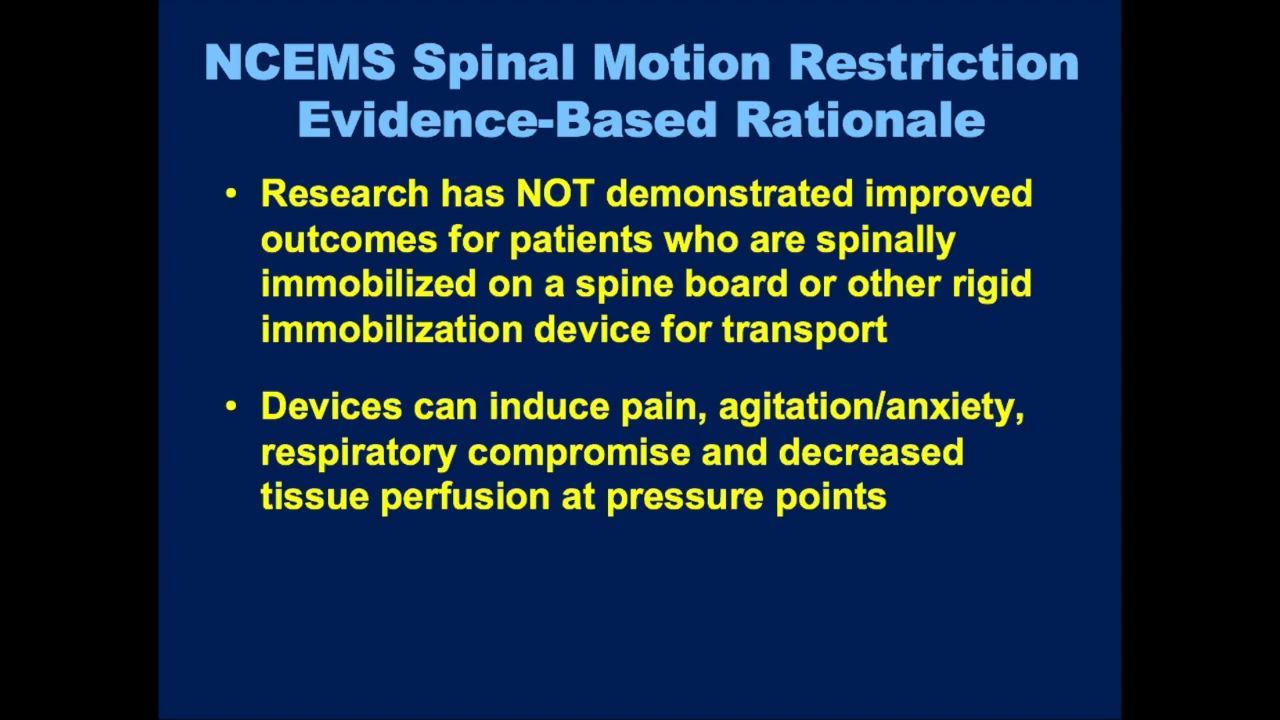 NCEMS Spinal Motion Restriction
Evidence-Based Rationale
• Research has NOT demonstrated improved
outcomes for patients who are spinally
immobilized on a spine board or other rigid
immobilization device for transport
• Devices can induce pain, agitation/anxiety,
respiratory compromise and decreased
tissue perfusion at pressure points